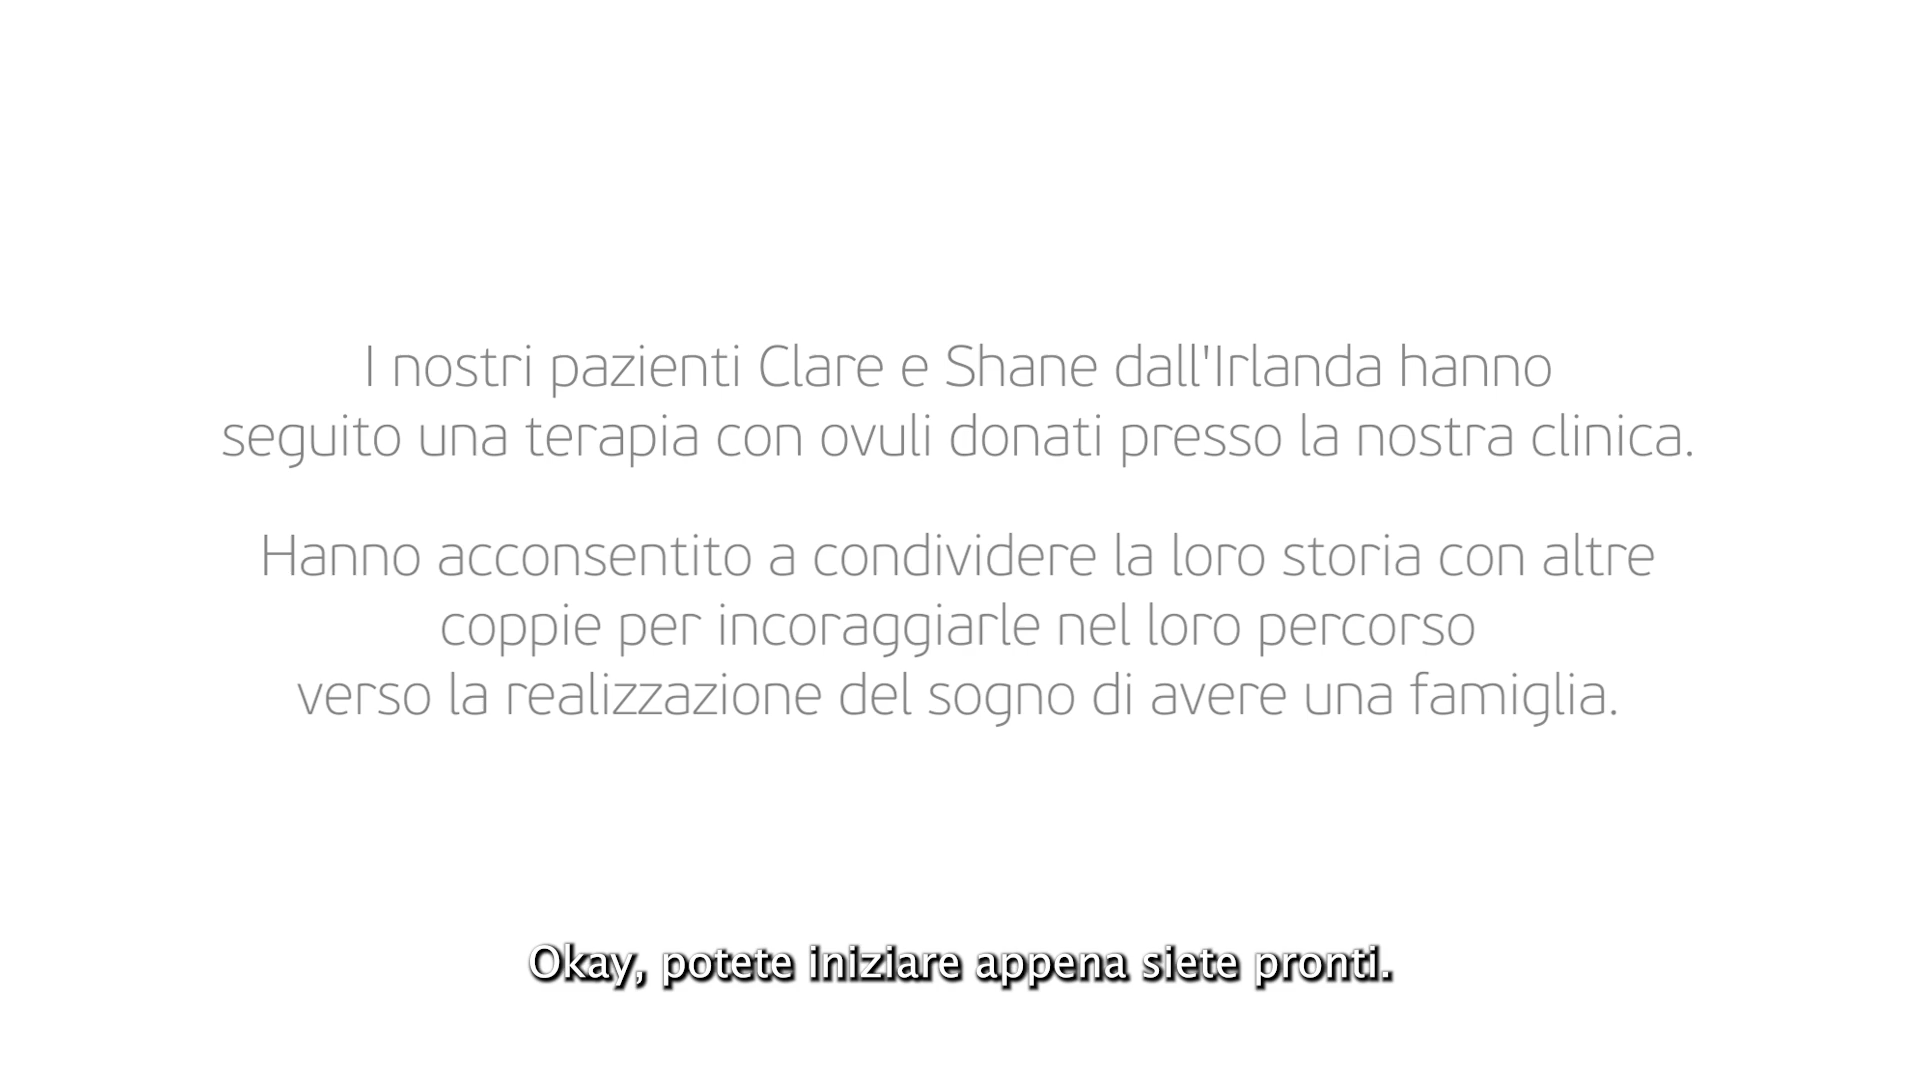 I nostri pazienti Clare e Shane dall'Irlanda hanno
seguito una terapia con ovuli donati presso la nostra clinica.
Hanno acconsentito a condividere la loro storia con altre
coppie per incoraggiarle nel loro percorso
verso la realizzazione del sogno di avere una famiglia.
Okay, potete iniziare appena siete pronti.